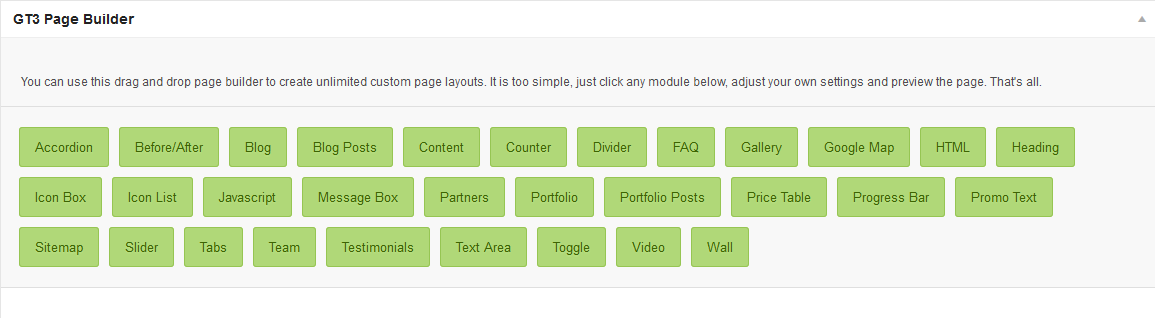 GT3 Page Builder
You can use this drag and drop page builder to create unlimited custom page layouts. It is too simple, just click any module below, adjust your own settings and preview the page. That's all.
Accordion Before/After Blog Blog Posts Content Counter Divider FAQ Gallery Google Map HTML Heading
Icon Box Icon List Javascript Message Box Partners Portfolio Portfolio Posts Price Table Progress Bar Promo Text
Sitemap Slider Tabs Team Testimonials Text Area Toggle Video Wall